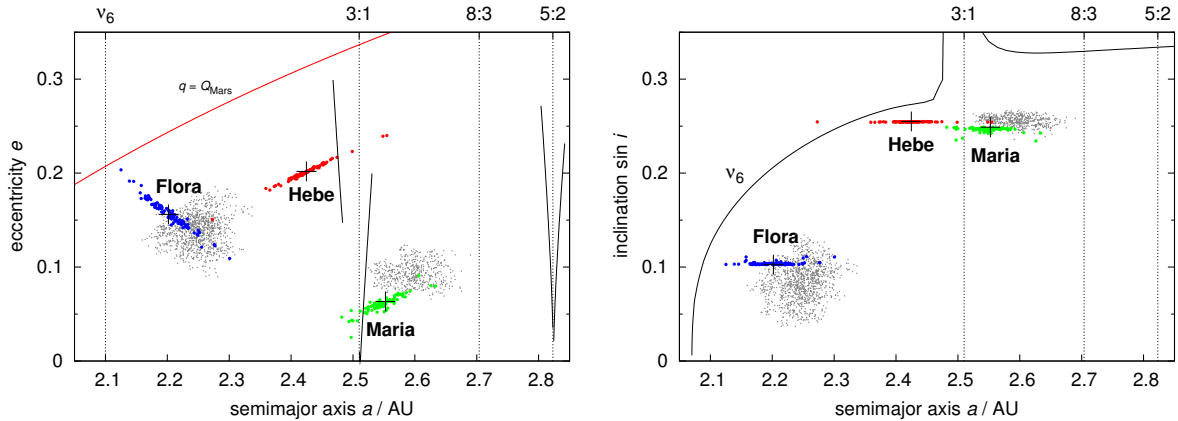 ν6 3:1 8:3 5:2
0.3
0.2
0.1
0
eccentricity e
q = QMars
Flora
Hebe
Maria
2.1 2.2 2.3 2.4 2.5 2.6 2.7 2.8
semimajor axis a / AU
3:1 8:3 5:2
0.3
0.2
0.1
0
inclination sin i
ν6
Hebe
Maria
Flora
2.1 2.2 2.3 2.4 2.5 2.6 2.7 2.8
semimajor axis a / AU